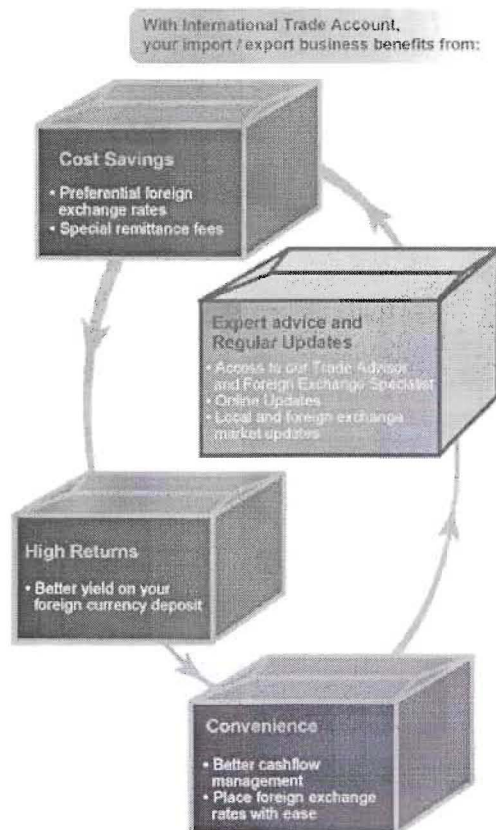 With International Trade Account,
your import / export business benefits from:
Cost Savings
• Preferential foreign
exchange rates
• Special remittance fees
Expert advice and
Regular Updates
• Access to our Trade Advisor
and Foreign Exchange Specialist
• Online Updates
• Local and foreign exchange
market updates
High Returns
• Better yield on your
foreign currency deposit
Convenience
• Better cashflow
management
• Place foreign exchange
rates with ease